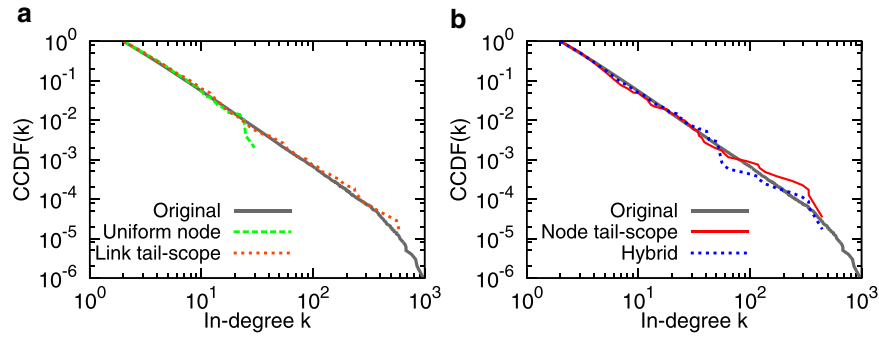 a
CCDF(k)
10^0
10^-1
10^-2
10^-3
10^-4
10^-5
10^-6
Original
Uniform node
Link tail-scope
10^0 10^1 10^2 10^3
In-degree k
b
CCDF(k)
10^0
10^-1
10^-2
10^-3
10^-4
10^-5
10^-6
Original
Node tail-scope
Hybrid
10^0 10^1 10^2 10^3
In-degree k